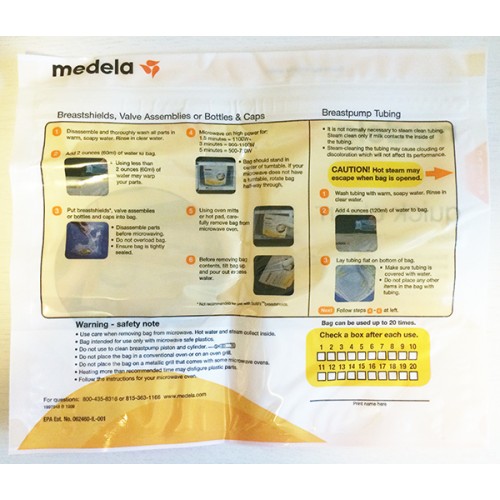 medela
Breastshields, Valve Assemblies or Bottles & Caps
1 Disassemble and thoroughly wash all parts in
warm, soapy water. Rinse in clear water.
2 Add 2 ounces (60ml) of water to bag.
• Using less than
2 ounces (60ml) of
water may warp
your parts.
3 Put breastshields*, valve assemblies
or bottles and caps into bag.
• Disassemble parts
before microwaving.
• Do not overload bag.
• Ensure bag is tightly
sealed.
4 Microwave on high power for:
1.5 minutes = 1100W+
3 minutes = 800-1100W
5 minutes = 500-7 0W
• Bag should stand in
center of turntable. If your
microwave does not have
a turntable, rotate bag
half-way through.
5 Using oven mitts
or hot pad, care-
fully remove bag from
microwave oven.
6 Before removing bag
contents, tilt bag up
and pour out excess
water.
*Not recommended for use with
Breastpump Tubing
• It is not normally necessary to steam clean tubing.
Steam clean only if milk contacts the inside of
the tubing.
• Steam-cleaning the tubing may cause clouding or
discoloration which will not affect its performance.
CAUTION! Hot steam may
escape when bag is opened.
1 Wash tubing with warm, soapy water. Rinse in
clear water.
2 Add 4 ounces (120ml) of water to bag.
3 Lay tubing flat on bottom of bag.
• Make sure tubing is
covered with water.
• Do not place any other
items in the bag with
tubing.
Next! Follow steps 4 - 6 at left.
Warning - safety note
• Use care when removing bag from microwave. Hot water and steam collect inside.
• Bag intended for use only with microwave safe plastics.
• Do not use to clean breastpump piston and cylinder.
• Do not place the bag in a conventional oven or on an oven grill.
• Do not place the bag on a metallic grill that comes with some microwave ovens.
• Heating more than recommended time may disfigure plastic parts.
• Follow the instructions for your microwave oven.
For questions: 800-435-8316 or 815-363-1166 www.medela.com
EPA Est. No. 062460-IL-001
Bag can be used up to 20 times.
Check a box after each use.
1 2 3 4 5 6 7 8 9 10
11 12 13 14 15 16 17 18 19 20
Print name here